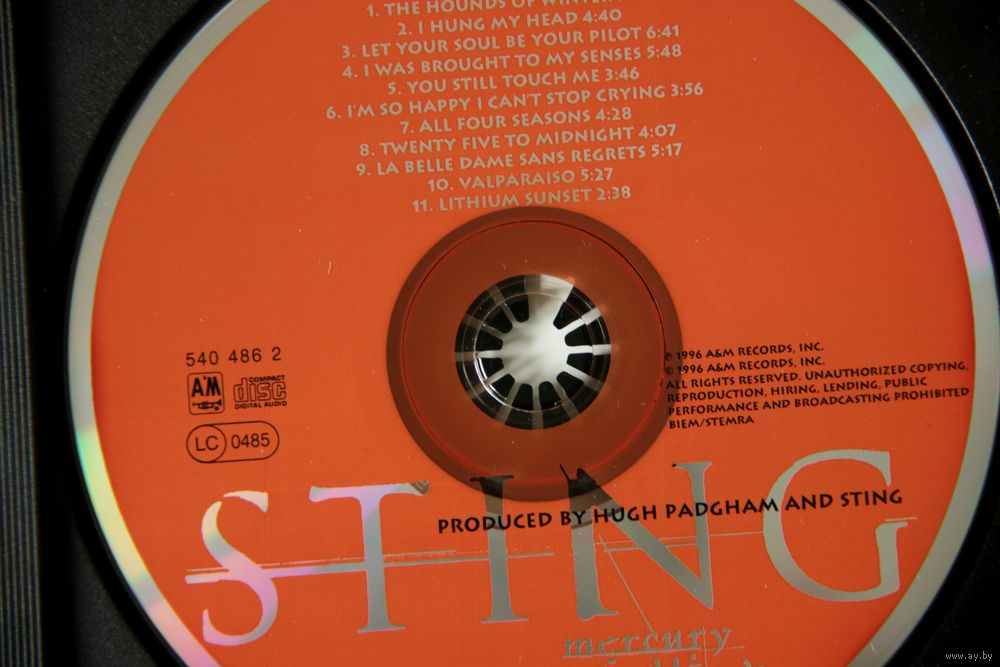 1. THE HOUNDS OF WINTER
2. I HUNG MY HEAD 4:40
3. LET YOUR SOUL BE YOUR PILOT 6:41
4. I WAS BROUGHT TO MY SENSES 5:48
5. YOU STILL TOUCH ME 3:46
6. I'M SO HAPPY I CAN'T STOP CRYING 3:56
7. ALL FOUR SEASONS 4:28
8. TWENTY FIVE TO MIDNIGHT 4:07
9. LA BELLE DAME SANS REGRETS 5:17
10. VALPARAISO 5:27
11. LITHIUM SUNSET 2:38
540 486 2
A&M
COMPACT
disc
DIGITAL AUDIO
LC 0485
℗ 1996 A&M RECORDS, INC.
© 1996 A&M RECORDS, INC.
ALL RIGHTS RESERVED. UNAUTHORIZED COPYING,
REPRODUCTION, HIRING, LENDING, PUBLIC
PERFORMANCE AND BROADCASTING PROHIBITED
BIEM/STEMRA
STING
PRODUCED BY HUGH PADGHAM AND STING
mercury
www.ay.by